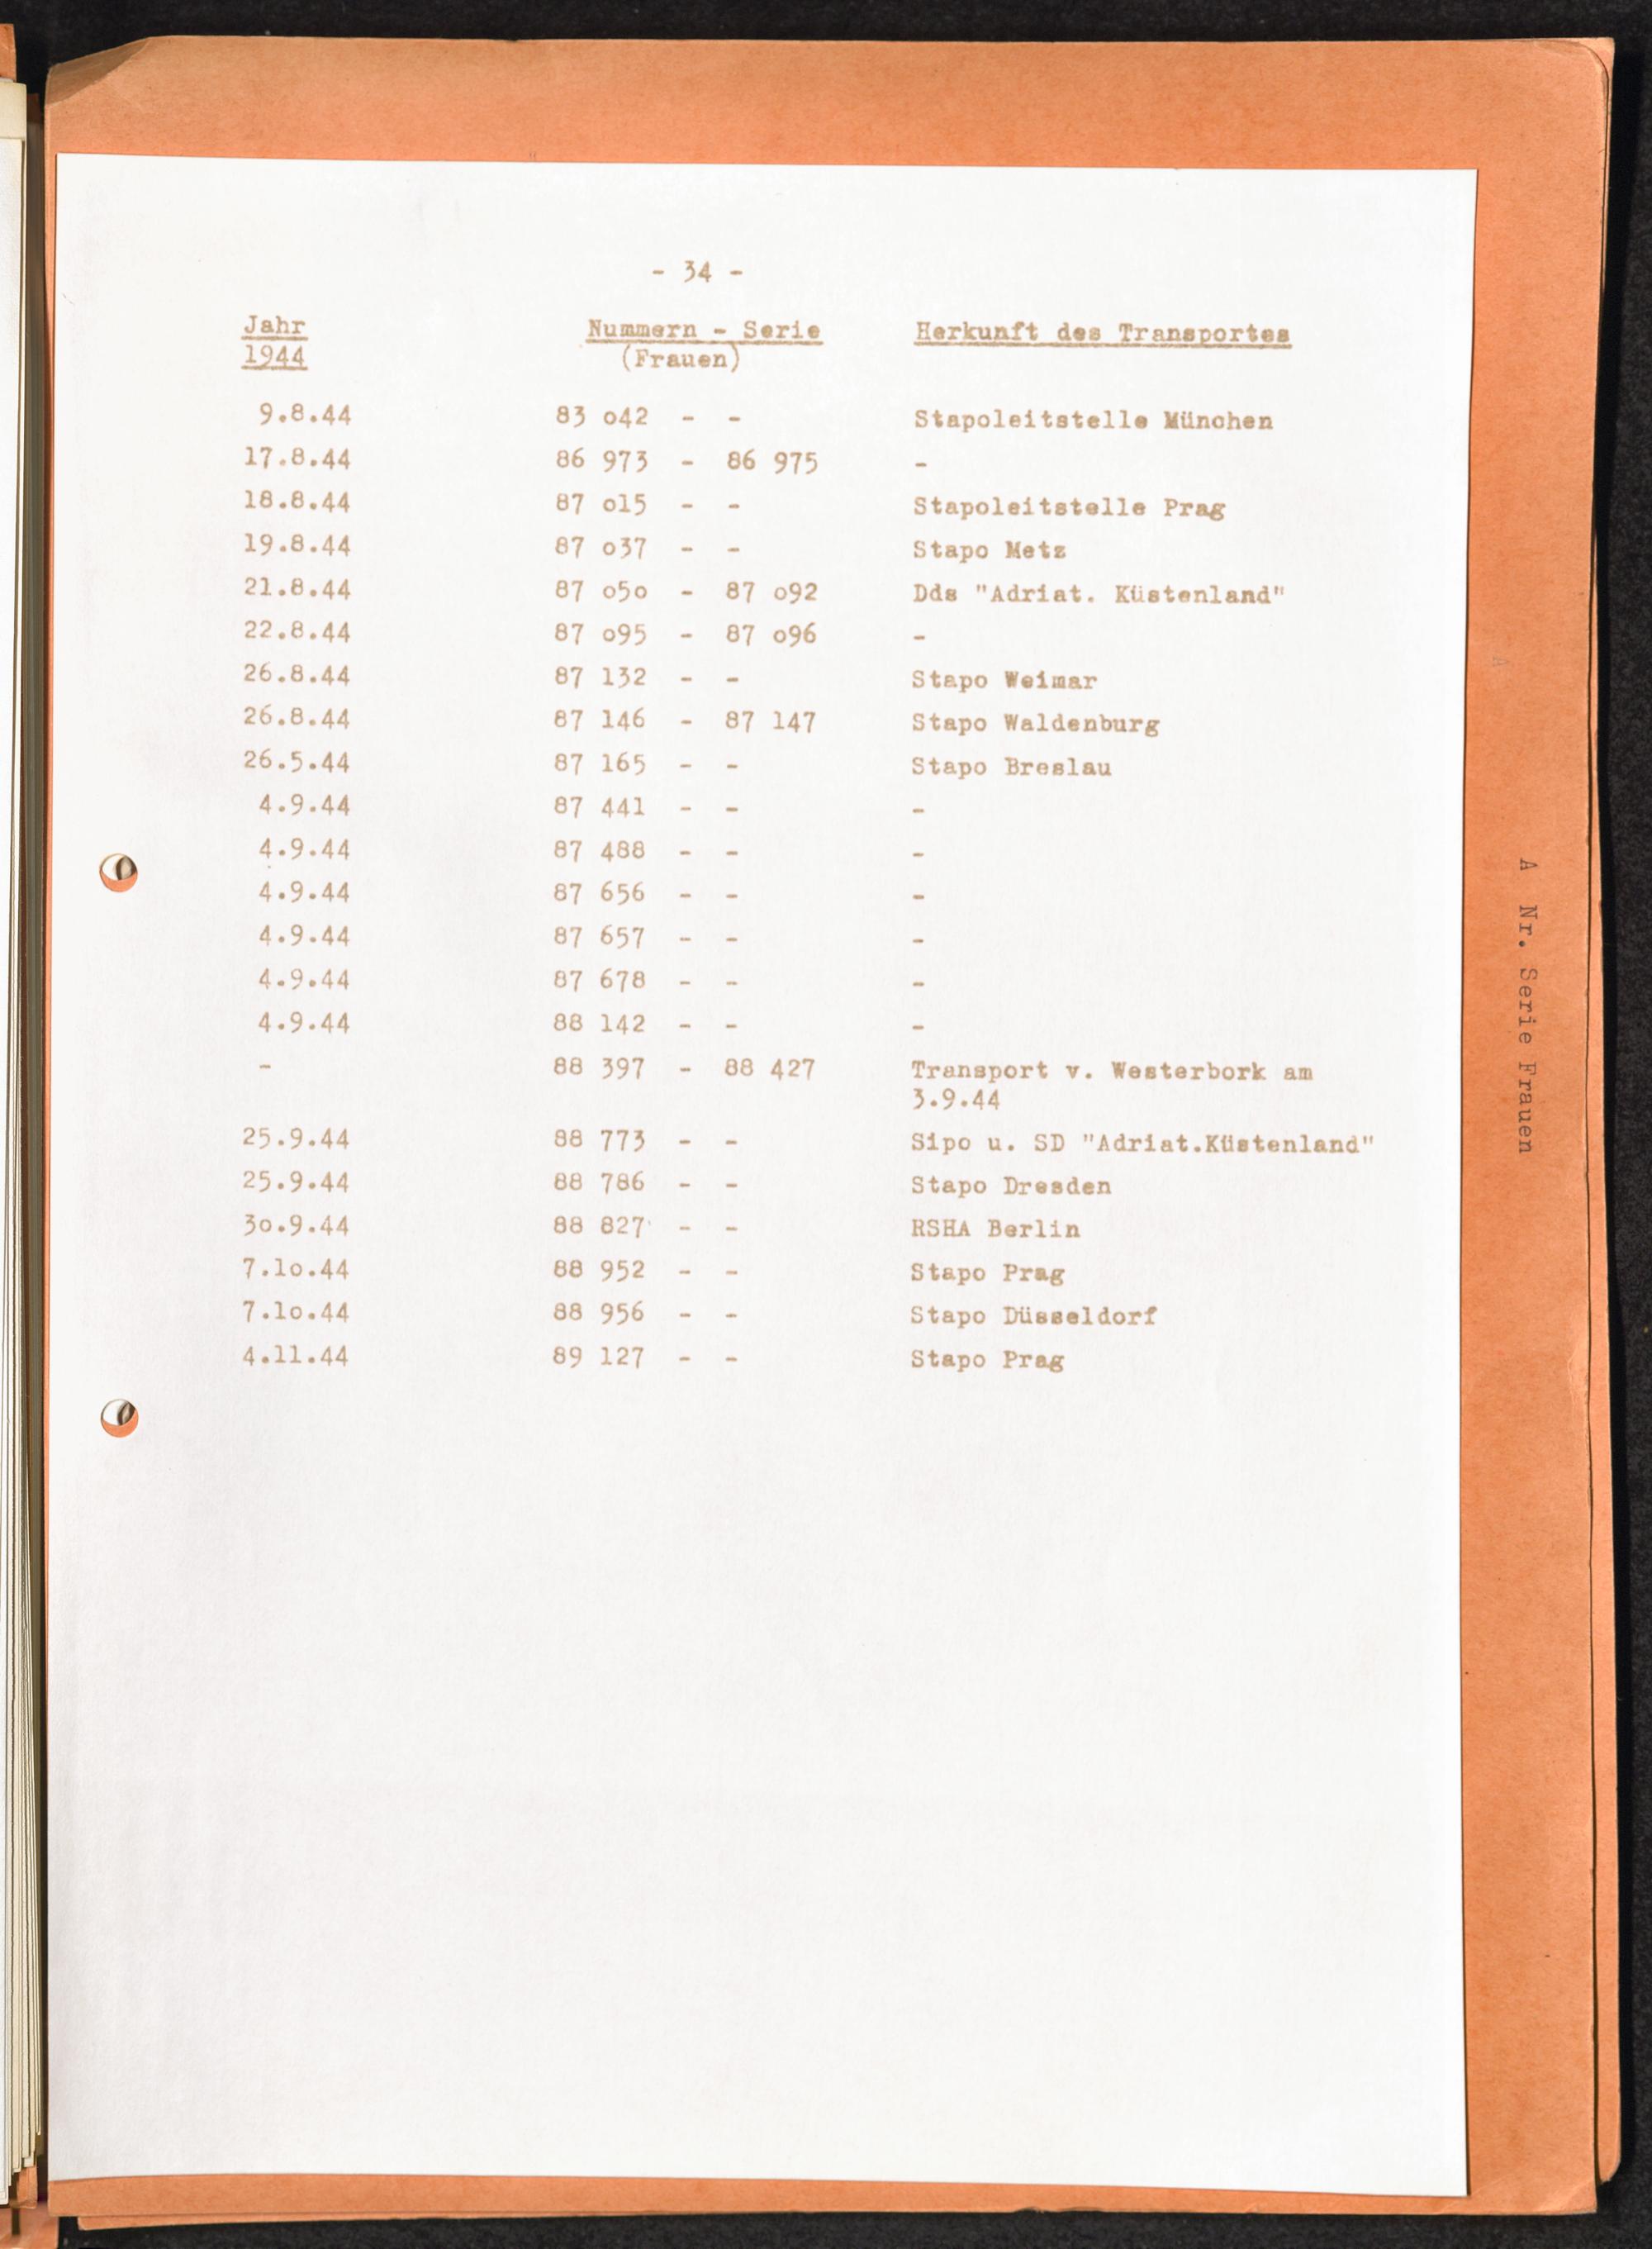 - 34 -
Jahr Nummern - Serie Herkunft des Transportes
1944 (Frauen)
9.8.44 83 o42 - - Stapoleitstelle München
17.8.44 86 973 - 86 975 -
18.8.44 87 o15 - - Stapoleitstelle Prag
19.8.44 87 o37 - - Stapo Metz
21.8.44 87 o5o - 87 o92 Dds "Adriat. Küstenland"
22.8.44 87 o95 - 87 o96 -
26.8.44 87 132 - - Stapo Weimar
26.8.44 87 146 - 87 147 Stapo Waldenburg
26.5.44 87 165 - - Stapo Breslau
4.9.44 87 441 - - -
4.9.44 87 488 - - -
4.9.44 87 656 - - -
4.9.44 87 657 - - -
4.9.44 87 678 - - -
4.9.44 88 142 - - -
- 88 397 - 88 427 Transport v. Westerbork am
3.9.44
25.9.44 88 773 - - Sipo u. SD "Adriat.Küstenland"
25.9.44 88 786 - - Stapo Dresden
3o.9.44 88 827 - - RSHA Berlin
7.1o.44 88 952 - - Stapo Prag
7.1o.44 88 956 - - Stapo Düsseldorf
4.11.44 89 127 - - Stapo Prag
A Nr. Serie Frauen